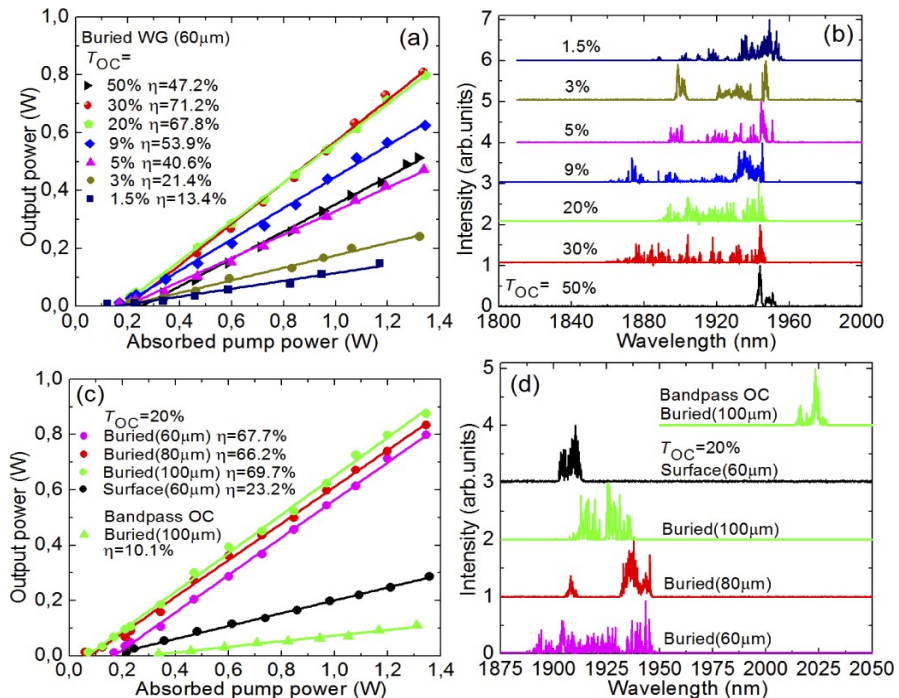 (a)
Buried WG (60μm)
T_OC=
50% η=47.2%
30% η=71.2%
20% η=67.8%
9% η=53.9%
5% η=40.6%
3% η=21.4%
1.5% η=13.4%
Output power (W)
1,0
0,8
0,6
0,4
0,2
0,0
0,0 0,2 0,4 0,6 0,8 1,0 1,2 1,4
Absorbed pump power (W)
(b)
1.5%
3%
5%
9%
20%
30%
T_OC= 50%
Intensity (arb.units)
7
6
5
4
3
2
1
0
1800 1840 1880 1920 1960 2000
Wavelength (nm)
(c)
T_OC=20%
Buried(60μm) η=67.7%
Buried(80μm) η=66.2%
Buried(100μm) η=69.7%
Surface(60μm) η=23.2%
Bandpass OC
Buried(100μm)
η=10.1%
Output power (W)
1,0
0,8
0,6
0,4
0,2
0,0
0,0 0,2 0,4 0,6 0,8 1,0 1,2 1,4
Absorbed pump power (W)
(d)
Bandpass OC
Buried(100μm)
T_OC=20%
Surface(60μm)
Buried(100μm)
Buried(80μm)
Buried(60μm)
Intensity (arb.units)
5
4
3
2
1
0
1875 1900 1925 1950 1975 2000 2025 2050
Wavelength (nm)